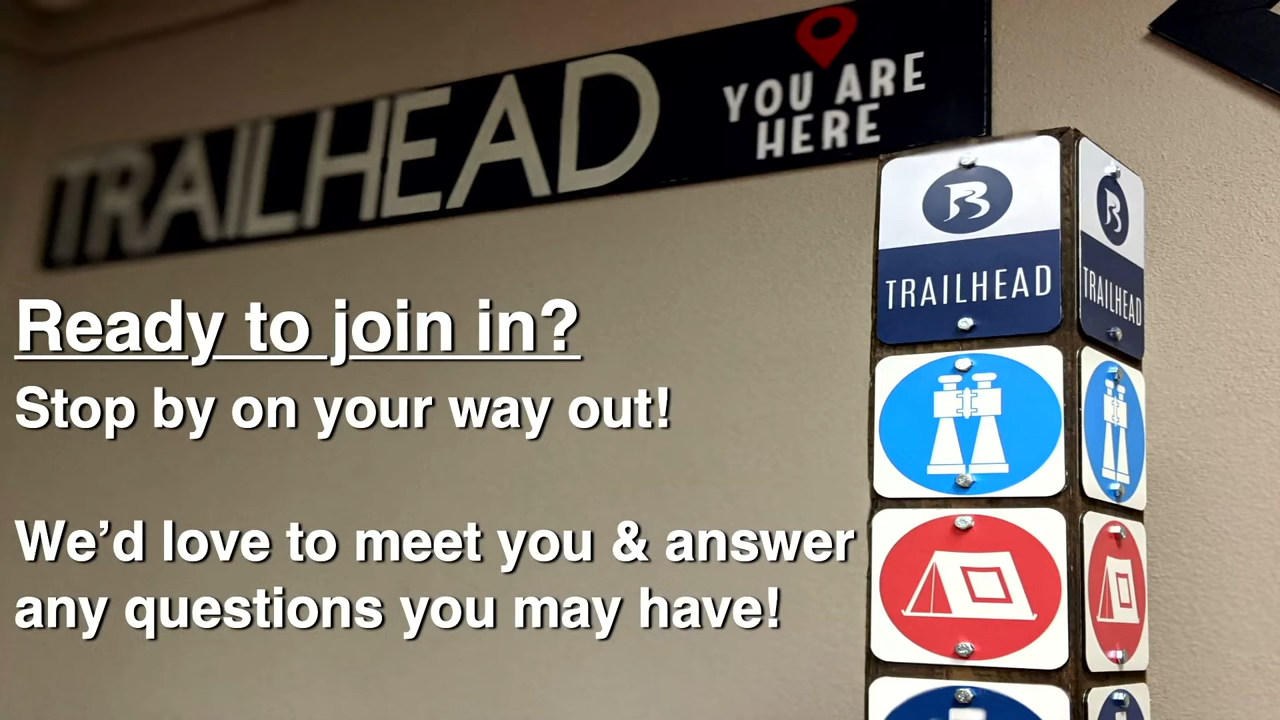 TRAILHEAD
YOU ARE
HERE
B
TRAILHEAD
B
TRAILHEAD
Ready to join in?
Stop by on your way out!
We’d love to meet you & answer
any questions you may have!